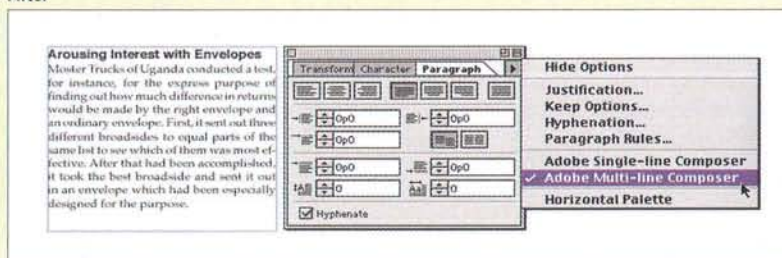 Arousing Interest with Envelopes
Moster Trucks of Uganda conducted a test,
for instance, for the express purpose of
finding out how much difference in returns
would be made by the right envelope and
an ordinary envelope. First, it sent out three
different broadsides to equal parts of the
same list to see which of them was most ef-
fective. After that had been accomplished,
it took the best broadside and sent it out
in an envelope which had been especially
designed for the purpose.
Transform Character Paragraph
0p0 0p0
0p0
0p0 0p0
0 0
Hyphenate
Hide Options
Justification...
Keep Options...
Hyphenation...
Paragraph Rules...
Adobe Single-line Composer
✓ Adobe Multi-line Composer
Horizontal Palette